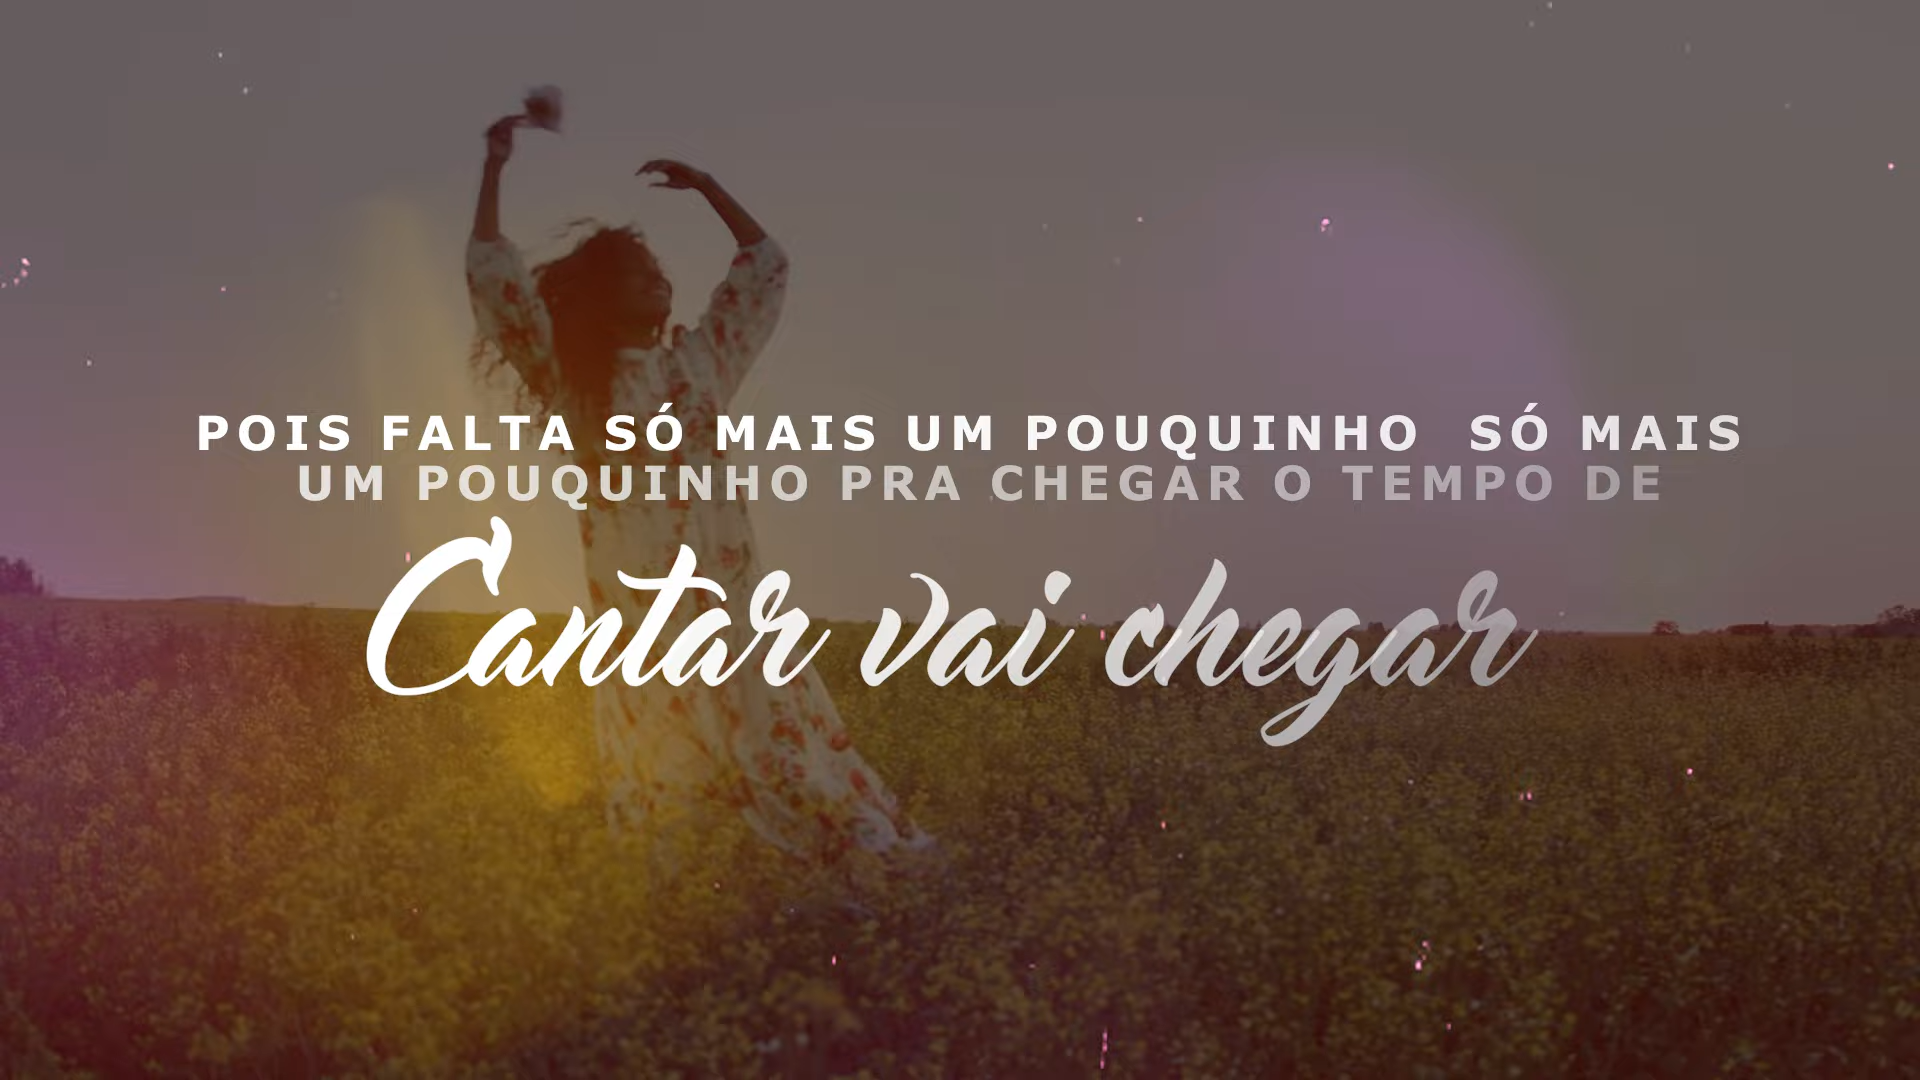 POIS FALTA SÓ MAIS UM POUQUINHO SÓ MAIS
UM POUQUINHO PRA CHEGAR O TEMPO DE
Cantar vai chegar